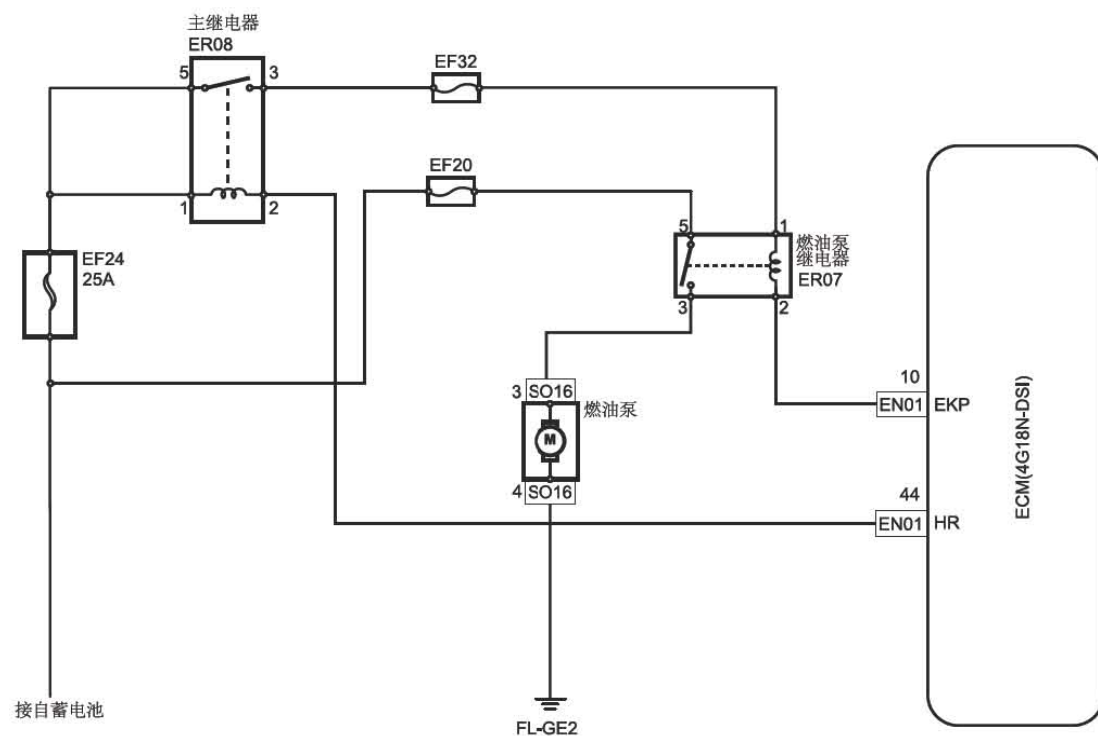 主继电器
ER08
5
3
EF32
EF20
1
2
EF24
25A
5
1
燃油泵
继电器
ER07
3
2
10
3 SO16
燃油泵
EN01 EKP
M
4 SO16
44
EN01 HR
ECM(4G18N-DSI)
接自蓄电池
FL-GE2